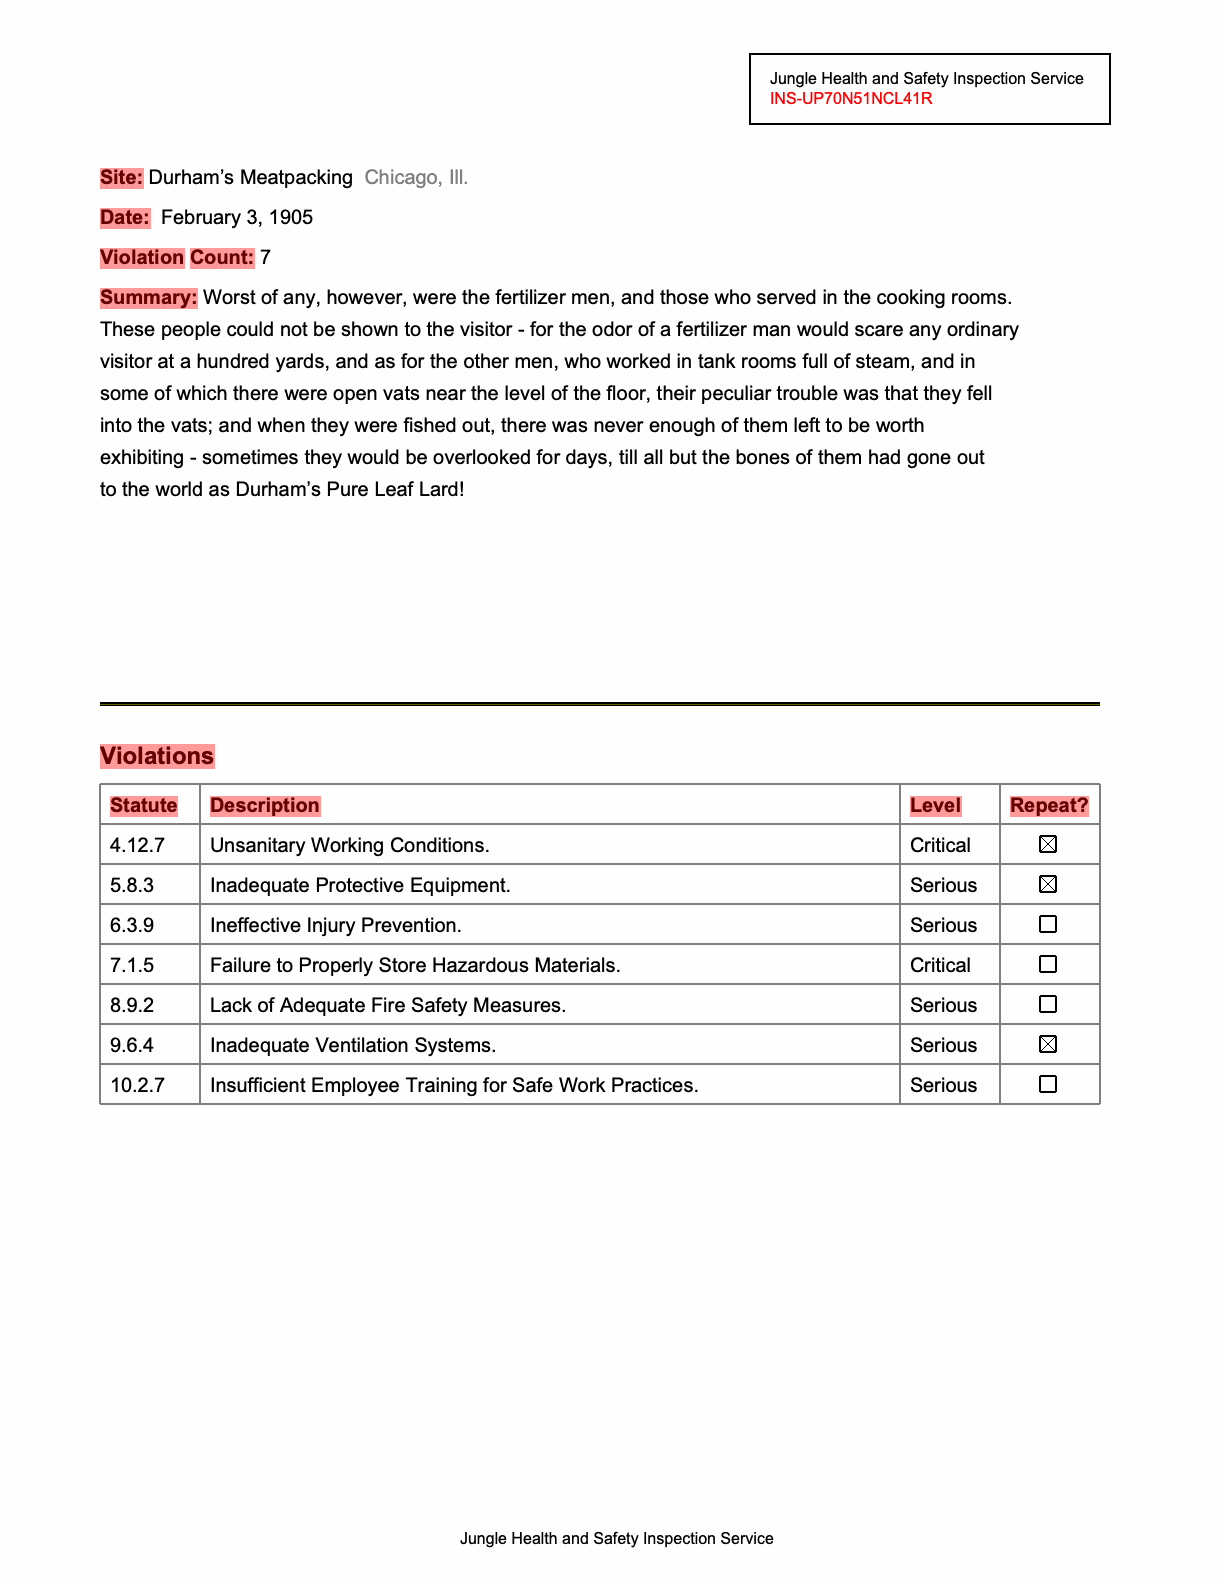 Jungle Health and Safety Inspection Service
INS-UP70N51NCL41R
Site: Durham’s Meatpacking Chicago, Ill.
Date: February 3, 1905
Violation Count: 7
Summary: Worst of any, however, were the fertilizer men, and those who served in the cooking rooms.
These people could not be shown to the visitor - for the odor of a fertilizer man would scare any ordinary
visitor at a hundred yards, and as for the other men, who worked in tank rooms full of steam, and in
some of which there were open vats near the level of the floor, their peculiar trouble was that they fell
into the vats; and when they were fished out, there was never enough of them left to be worth
exhibiting - sometimes they would be overlooked for days, till all but the bones of them had gone out
to the world as Durham’s Pure Leaf Lard!
Violations
Statute Description Level Repeat?
4.12.7 Unsanitary Working Conditions. Critical
5.8.3 Inadequate Protective Equipment. Serious
6.3.9 Ineffective Injury Prevention. Serious
7.1.5 Failure to Properly Store Hazardous Materials. Critical
8.9.2 Lack of Adequate Fire Safety Measures. Serious
9.6.4 Inadequate Ventilation Systems. Serious
10.2.7 Insufficient Employee Training for Safe Work Practices. Serious
Jungle Health and Safety Inspection Service